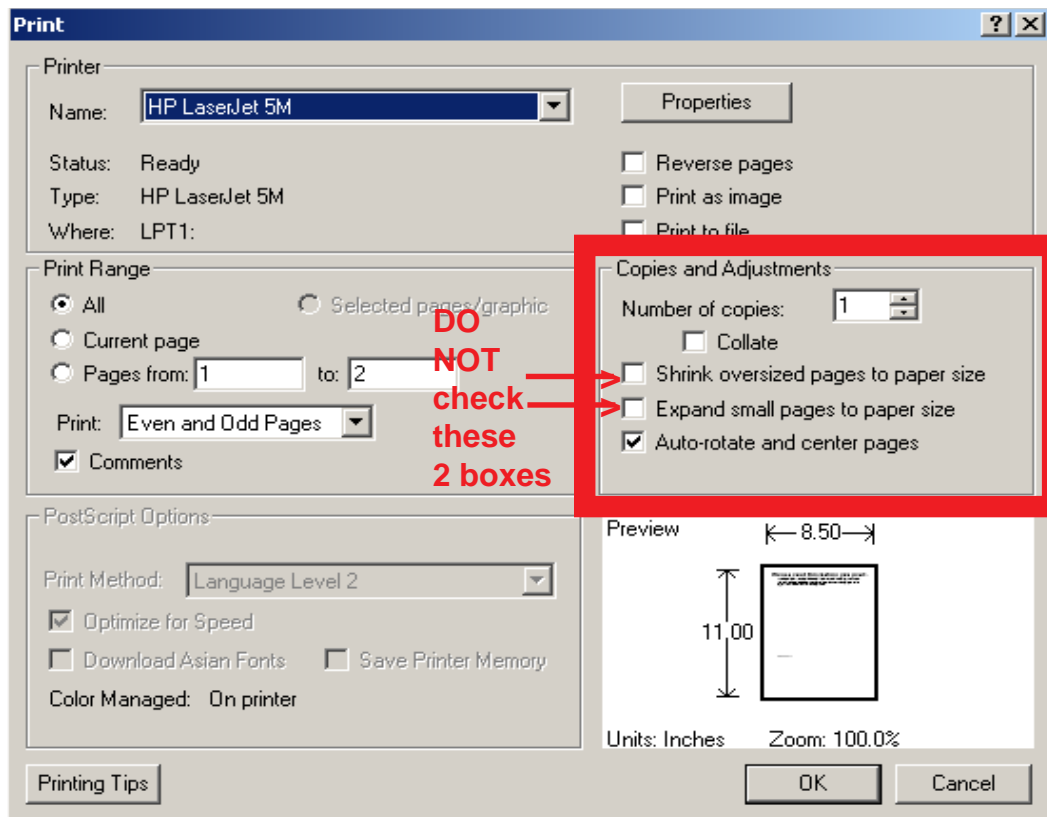 Print
Printer
Name: HP LaserJet 5M
Properties
Status: Ready
Reverse pages
Type: HP LaserJet 5M
Print as image
Where: LPT1:
Print to file
Print Range
All
Selected pages/graphic
Current page
Pages from: 1 to: 2
Print: Even and Odd Pages
Comments
DO
NOT
check
these
2 boxes
Copies and Adjustments
Number of copies: 1
Collate
Shrink oversized pages to paper size
Expand small pages to paper size
Auto-rotate and center pages
PostScript Options
Print Method: Language Level 2
Optimize for Speed
Download Asian Fonts
Save Printer Memory
Color Managed: On printer
Preview
8.50
11.00
Units: Inches Zoom: 100.0%
Printing Tips
OK
Cancel